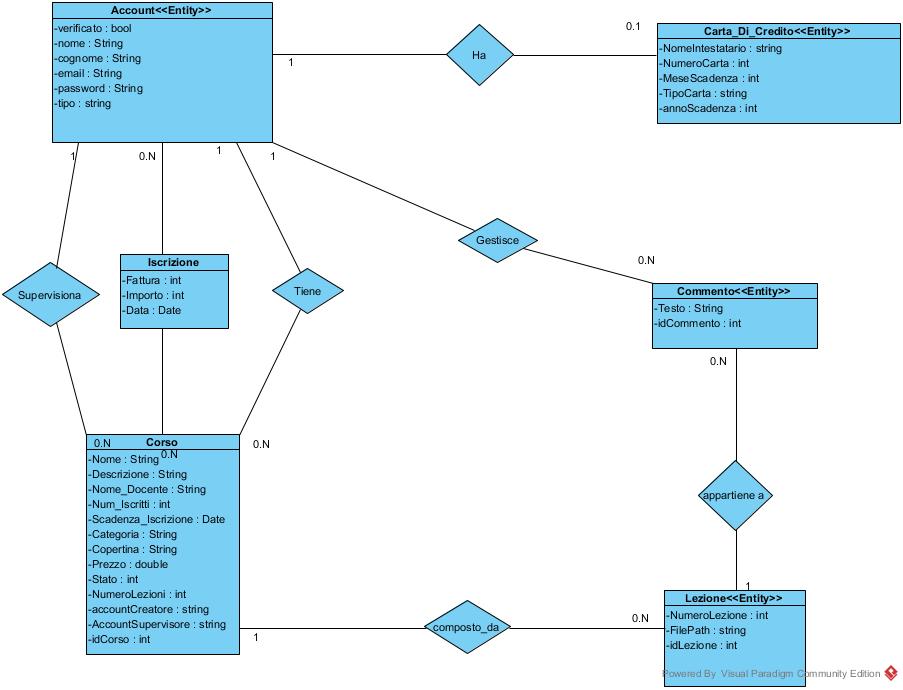 Account<<Entity>>
-verificato : bool
-nome : String
-cognome : String
-email : String
-password : String
-tipo : string
1
Ha
0.1
Carta_Di_Credito<<Entity>>
-NomeIntestatario : string
-NumeroCarta : int
-MeseScadenza : int
-TipoCarta : string
-annoScadenza : int
1
0.N
1
1
Supervisiona
Iscrizione
-Fattura : int
-Importo : int
-Data : Date
Tiene
Gestisce
0.N
Commento<<Entity>>
-Testo : String
-idCommento : int
0.N
appartiene a
1
0.N
0.N
0.N
Corso
-Nome : String
-Descrizione : String
-Nome_Docente : String
-Num_Iscritti : int
-Scadenza_Iscrizione : Date
-Categoria : String
-Copertina : String
-Prezzo : double
-Stato : int
-NumeroLezioni : int
-accountCreatore : string
-AccountSupervisore : string
-idCorso : int
1
composto_da
0.N
Lezione<<Entity>>
-NumeroLezione : int
-FilePath : string
-idLezione : int
Powered By Visual Paradigm Community Edition